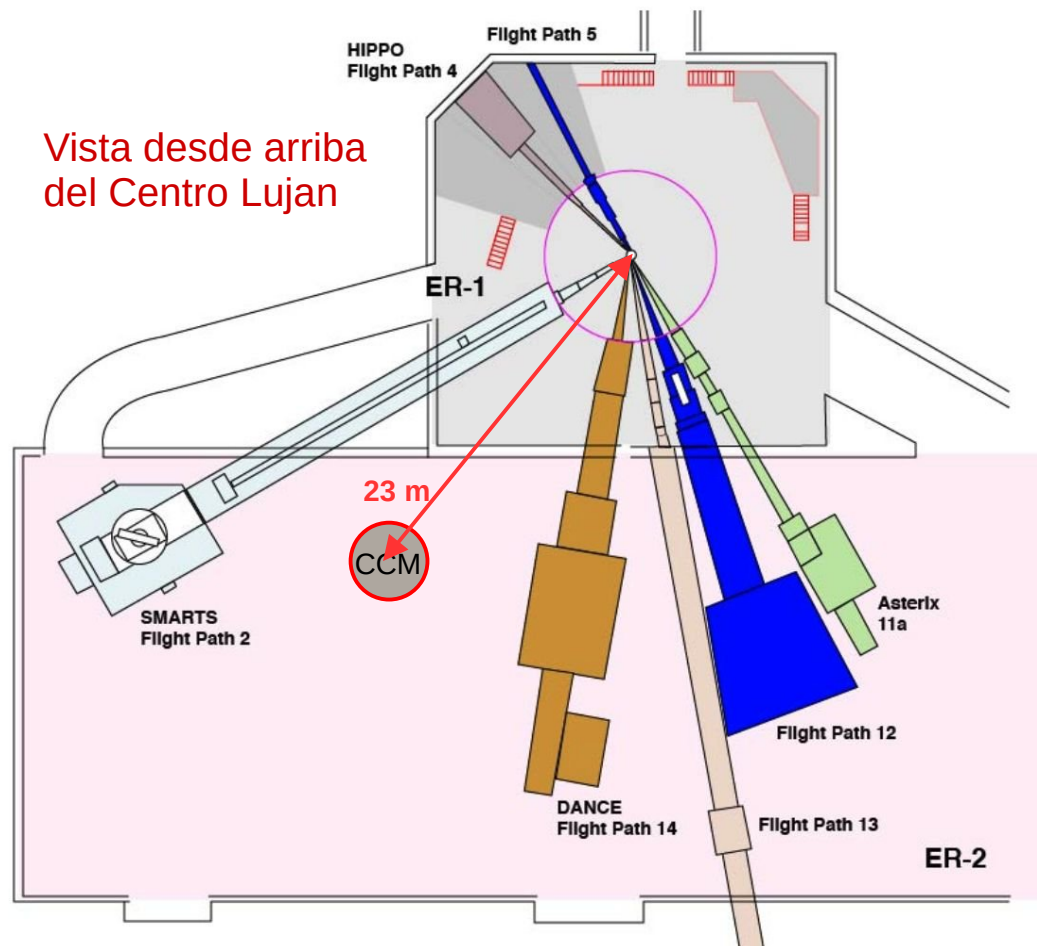 Flight Path 5
HIPPO
Flight Path 4
Vista desde arriba
del Centro Lujan
ER-1
23 m
CCM
SMARTS
Flight Path 2
Asterix
11a
Flight Path 12
DANCE
Flight Path 14
Flight Path 13
ER-2